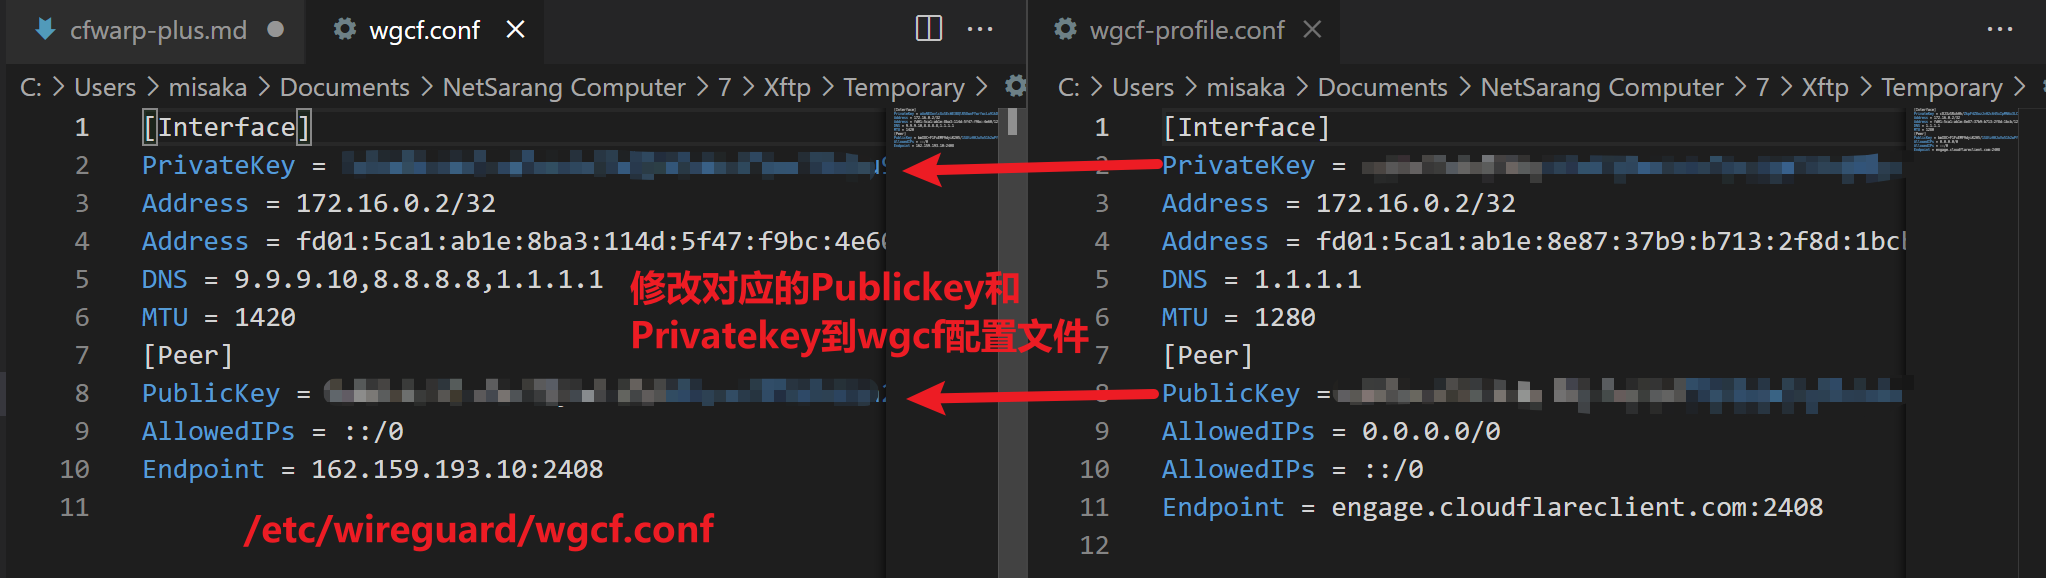 cfwarp-plus.md
wgcf.conf
C: > Users > misaka > Documents > NetSarang Computer > 7 > Xftp > Temporary >
1 [Interface]
2 PrivateKey =
3 Address = 172.16.0.2/32
4 Address = fd01:5ca1:ab1e:8ba3:114d:5f47:f9bc:4e6
5 DNS = 9.9.9.10,8.8.8.8,1.1.1.1
6 MTU = 1420
7 [Peer]
8 PublicKey =
9 AllowedIPs = ::/0
10 Endpoint = 162.159.193.10:2408
11
/etc/wireguard/wgcf.conf
修改对应的Publickey和
Privatekey到wgcf配置文件
wgcf-profile.conf
C: > Users > misaka > Documents > NetSarang Computer > 7 > Xftp > Temporary >
1 [Interface]
2 PrivateKey =
3 Address = 172.16.0.2/32
4 Address = fd01:5ca1:ab1e:8e87:37b9:b713:2f8d:1bc
5 DNS = 1.1.1.1
6 MTU = 1280
7 [Peer]
8 PublicKey =
9 AllowedIPs = 0.0.0.0/0
10 AllowedIPs = ::/0
11 Endpoint = engage.cloudflareclient.com:2408
12